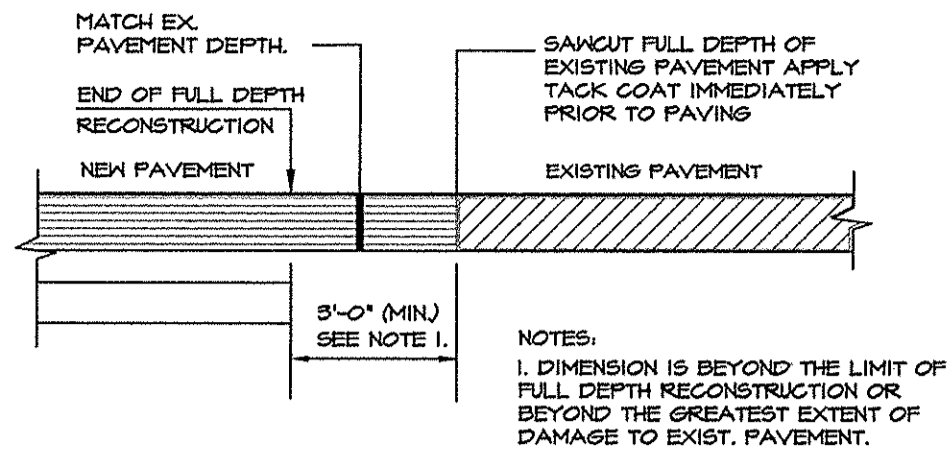 MATCH EX.
PAVEMENT DEPTH.
SAWCUT FULL DEPTH OF
EXISTING PAVEMENT APPLY
TACK COAT IMMEDIATELY
PRIOR TO PAVING
END OF FULL DEPTH
RECONSTRUCTION
NEW PAVEMENT
EXISTING PAVEMENT
3'-0" (MIN.)
SEE NOTE 1.
NOTES:
1. DIMENSION IS BEYOND THE LIMIT OF
FULL DEPTH RECONSTRUCTION OR
BEYOND THE GREATEST EXTENT OF
DAMAGE TO EXIST. PAVEMENT.